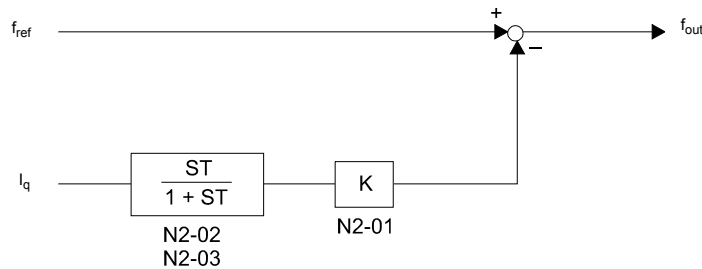 f_ref
+
f_out
−
I_q
ST
1 + ST
K
N2-02
N2-03
N2-01